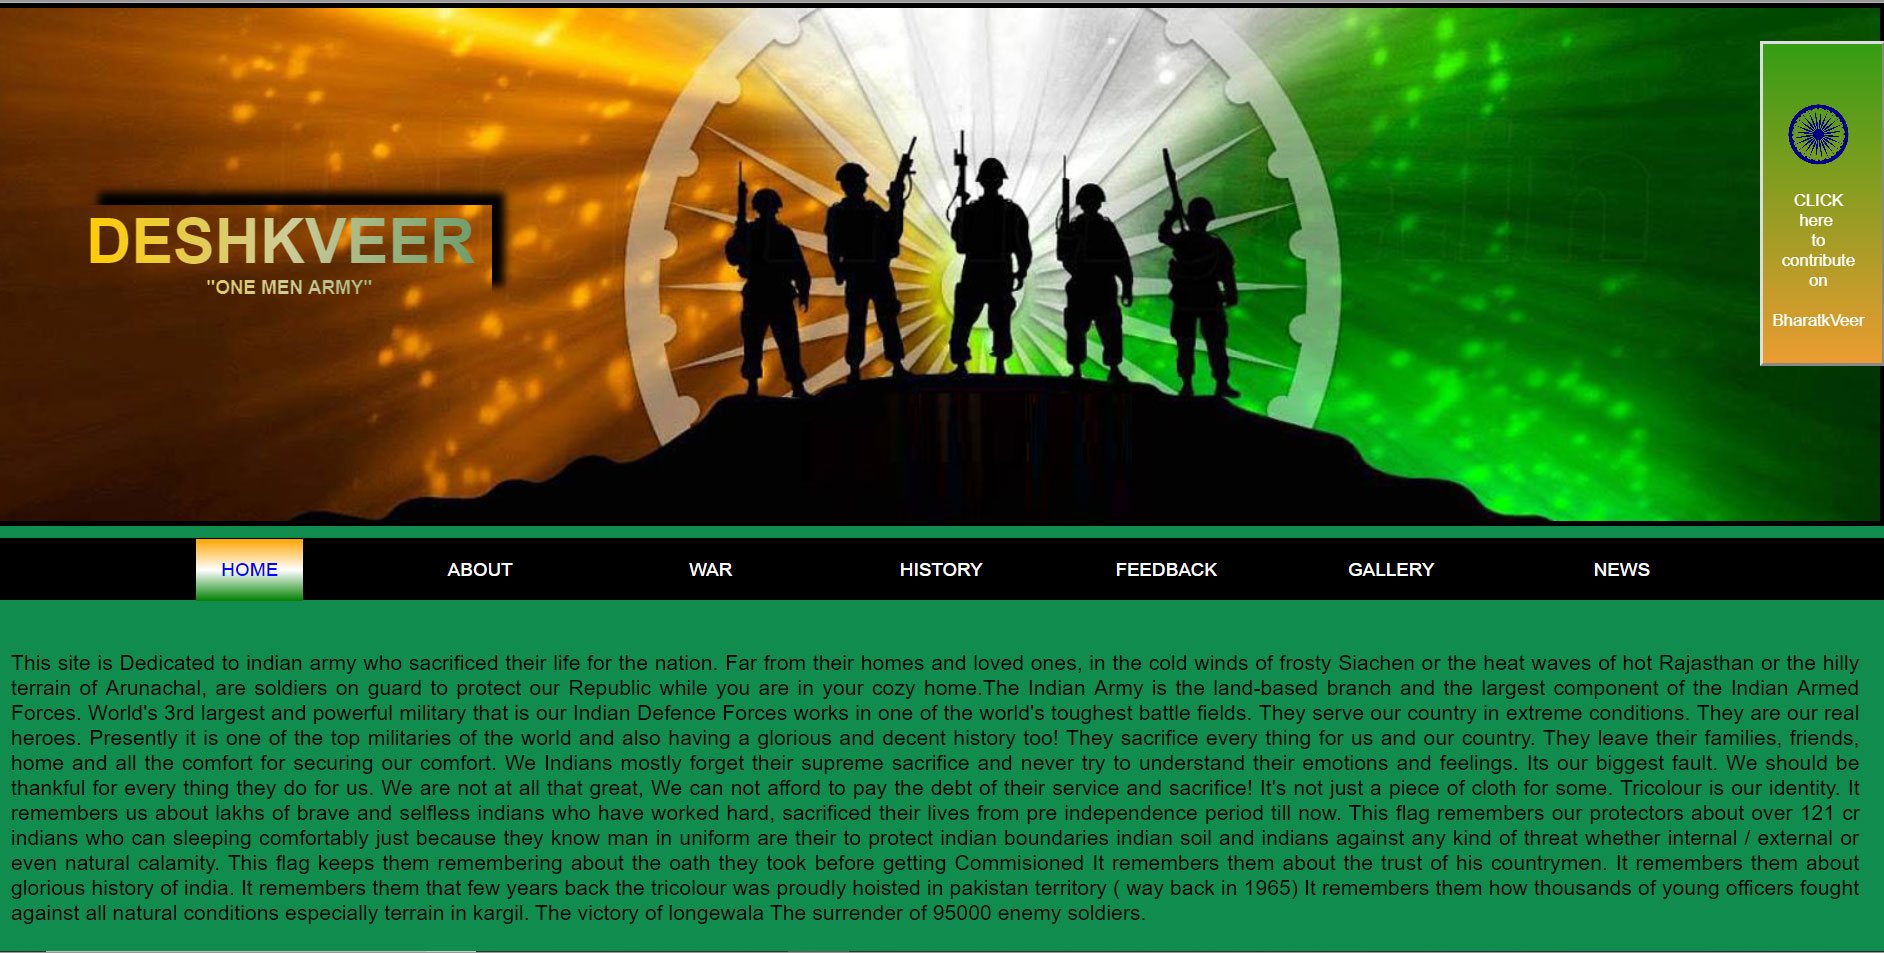 DESHKVEER
"ONE MEN ARMY"
CLICK
here
to
contribute
on
BharatkVeer
HOME ABOUT WAR HISTORY FEEDBACK GALLERY NEWS
This site is Dedicated to indian army who sacrificed their life for the nation. Far from their homes and loved ones, in the cold winds of frosty Siachen or the heat waves of hot Rajasthan or the hilly
terrain of Arunachal, are soldiers on guard to protect our Republic while you are in your cozy home.The Indian Army is the land-based branch and the largest component of the Indian Armed
Forces. World's 3rd largest and powerful military that is our Indian Defence Forces works in one of the world's toughest battle fields. They serve our country in extreme conditions. They are our real
heroes. Presently it is one of the top militaries of the world and also having a glorious and decent history too! They sacrifice every thing for us and our country. They leave their families, friends,
home and all the comfort for securing our comfort. We Indians mostly forget their supreme sacrifice and never try to understand their emotions and feelings. Its our biggest fault. We should be
thankful for every thing they do for us. We are not at all that great, We can not afford to pay the debt of their service and sacrifice! It's not just a piece of cloth for some. Tricolour is our identity. It
remembers us about lakhs of brave and selfless indians who have worked hard, sacrificed their lives from pre independence period till now. This flag remembers our protectors about over 121 cr
indians who can sleeping comfortably just because they know man in uniform are their to protect indian boundaries indian soil and indians against any kind of threat whether internal / external or
even natural calamity. This flag keeps them remembering about the oath they took before getting Commisioned It remembers them about the trust of his countrymen. It remembers them about
glorious history of india. It remembers them that few years back the tricolour was proudly hoisted in pakistan territory ( way back in 1965) It remembers them how thousands of young officers fought
against all natural conditions especially terrain in kargil. The victory of longewala The surrender of 95000 enemy soldiers.